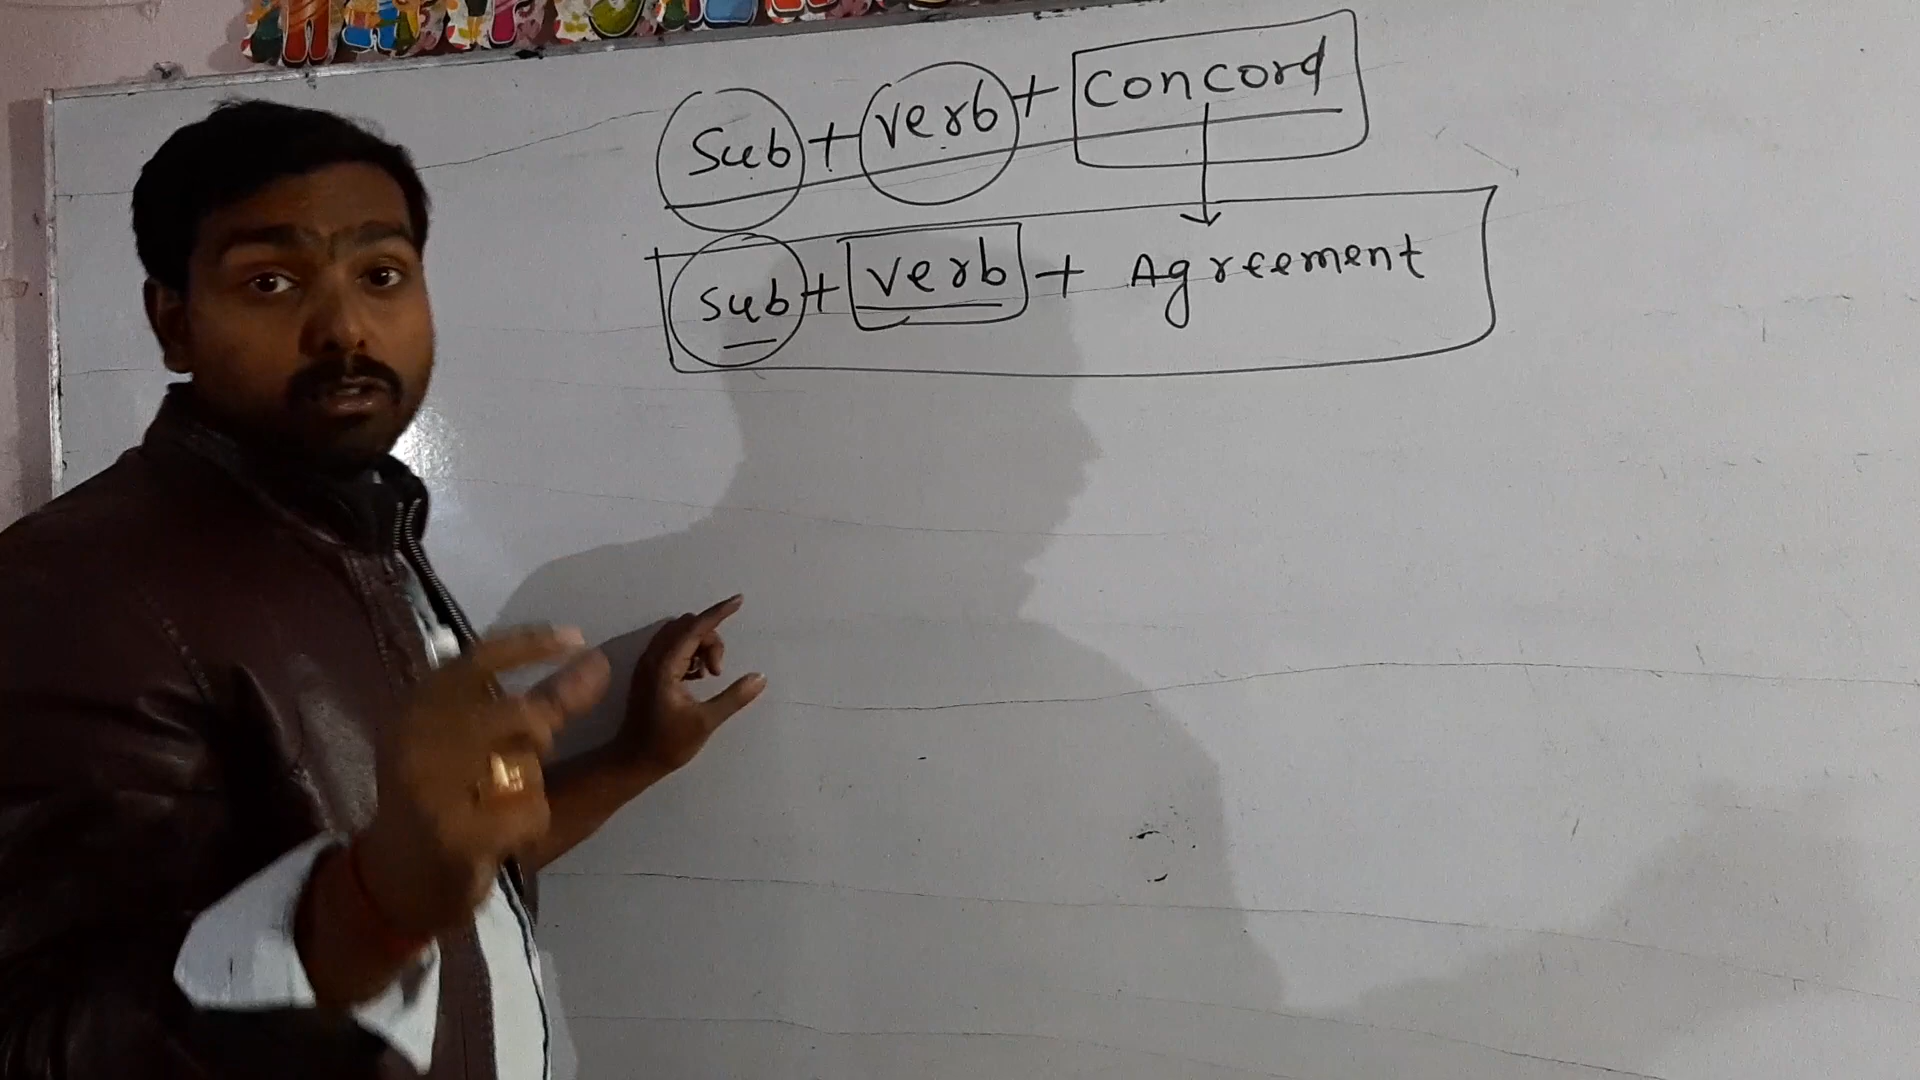 Sub + verb + Concord
Sub + verb + Agreement